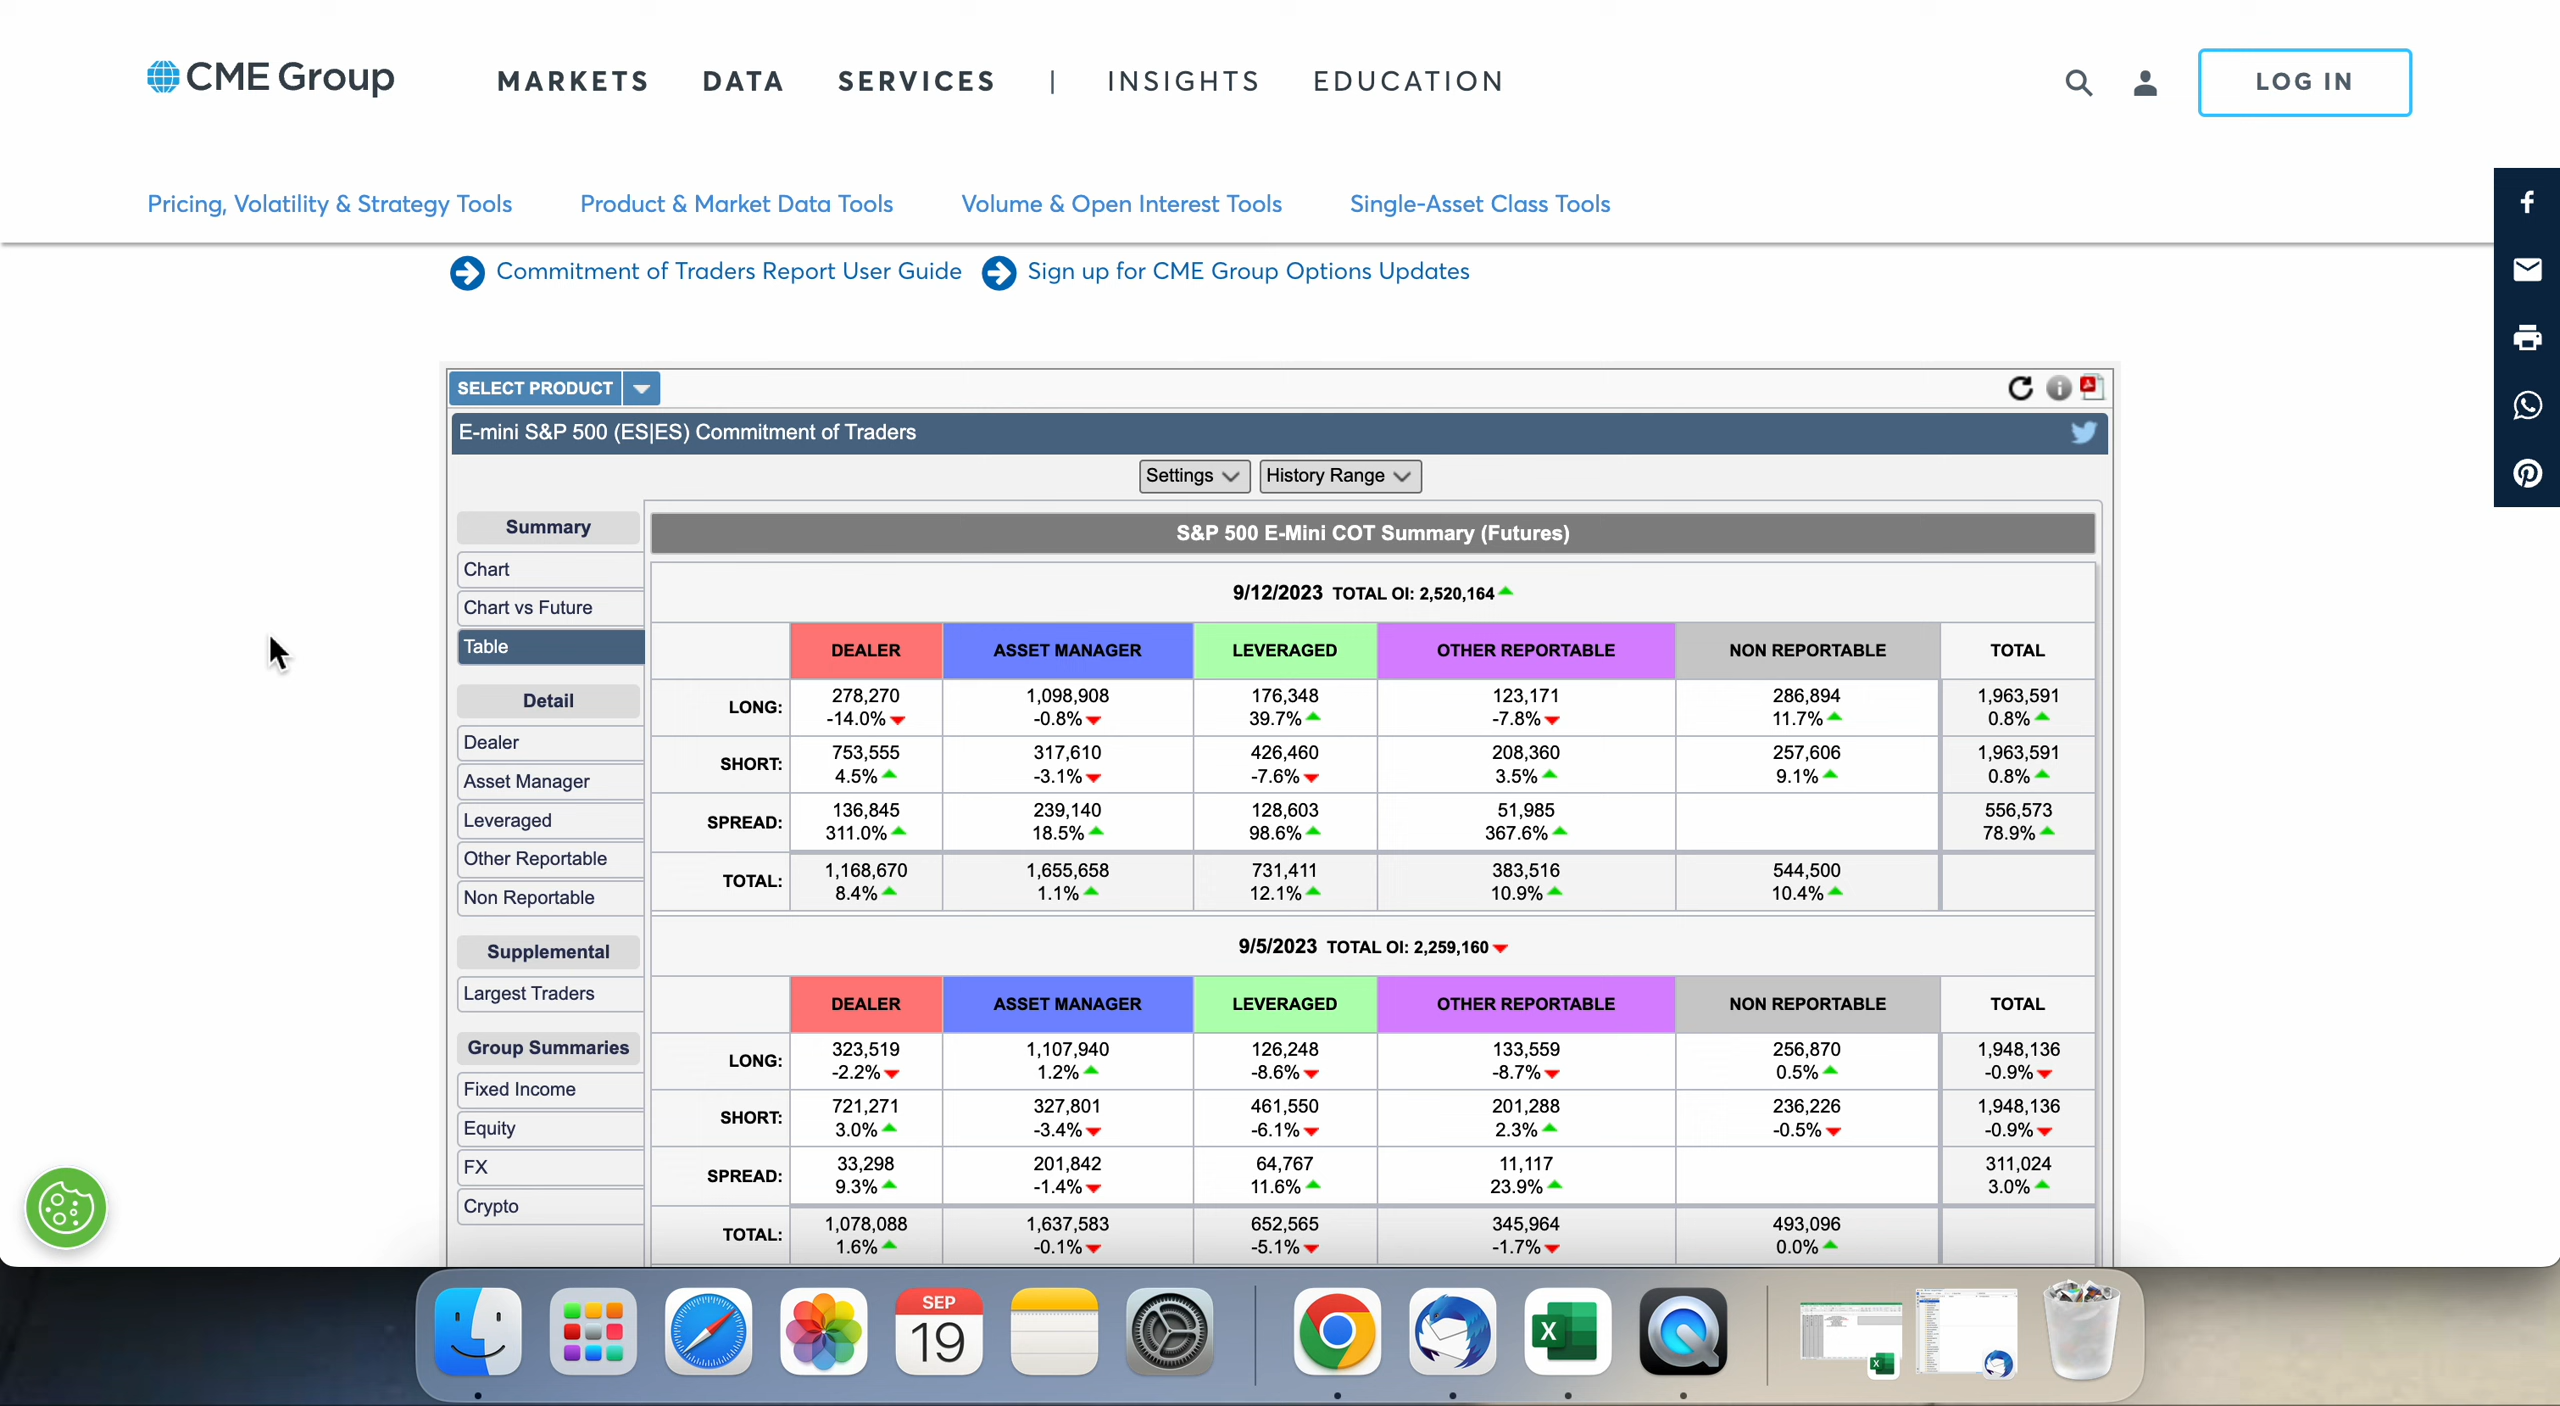 CME Group MARKETS DATA SERVICES | INSIGHTS EDUCATION LOG IN
Pricing, Volatility & Strategy Tools Product & Market Data Tools Volume & Open Interest Tools Single-Asset Class Tools
Commitment of Traders Report User Guide Sign up for CME Group Options Updates
SELECT PRODUCT
E-mini S&P 500 (ES|ES) Commitment of Traders
Settings History Range
Summary
Chart
Chart vs Future
Table
Detail
Dealer
Asset Manager
Leveraged
Other Reportable
Non Reportable
Supplemental
Largest Traders
Group Summaries
Fixed Income
Equity
FX
Crypto
S&P 500 E-Mini COT Summary (Futures)
9/12/2023 TOTAL OI: 2,520,164
DEALER ASSET MANAGER LEVERAGED OTHER REPORTABLE NON REPORTABLE TOTAL
LONG: 278,270 1,098,908 176,348 123,171 286,894 1,963,591
-14.0% -0.8% 39.7% -7.8% 11.7% 0.8%
SHORT: 753,555 317,610 426,460 208,360 257,606 1,963,591
4.5% -3.1% -7.6% 3.5% 9.1% 0.8%
SPREAD: 136,845 239,140 128,603 51,985 556,573
311.0% 18.5% 98.6% 367.6% 78.9%
TOTAL: 1,168,670 1,655,658 731,411 383,516 544,500
8.4% 1.1% 12.1% 10.9% 10.4%
9/5/2023 TOTAL OI: 2,259,160
DEALER ASSET MANAGER LEVERAGED OTHER REPORTABLE NON REPORTABLE TOTAL
LONG: 323,519 1,107,940 126,248 133,559 256,870 1,948,136
-2.2% 1.2% -8.6% -8.7% 0.5% -0.9%
SHORT: 721,271 327,801 461,550 201,288 236,226 1,948,136
3.0% -3.4% -6.1% 2.3% -0.5% -0.9%
SPREAD: 33,298 201,842 64,767 11,117 311,024
9.3% -1.4% 11.6% 23.9% 3.0%
TOTAL: 1,078,088 1,637,583 652,565 345,964 493,096
1.6% -0.1% -5.1% -1.7% 0.0%
SEP
19
X
X